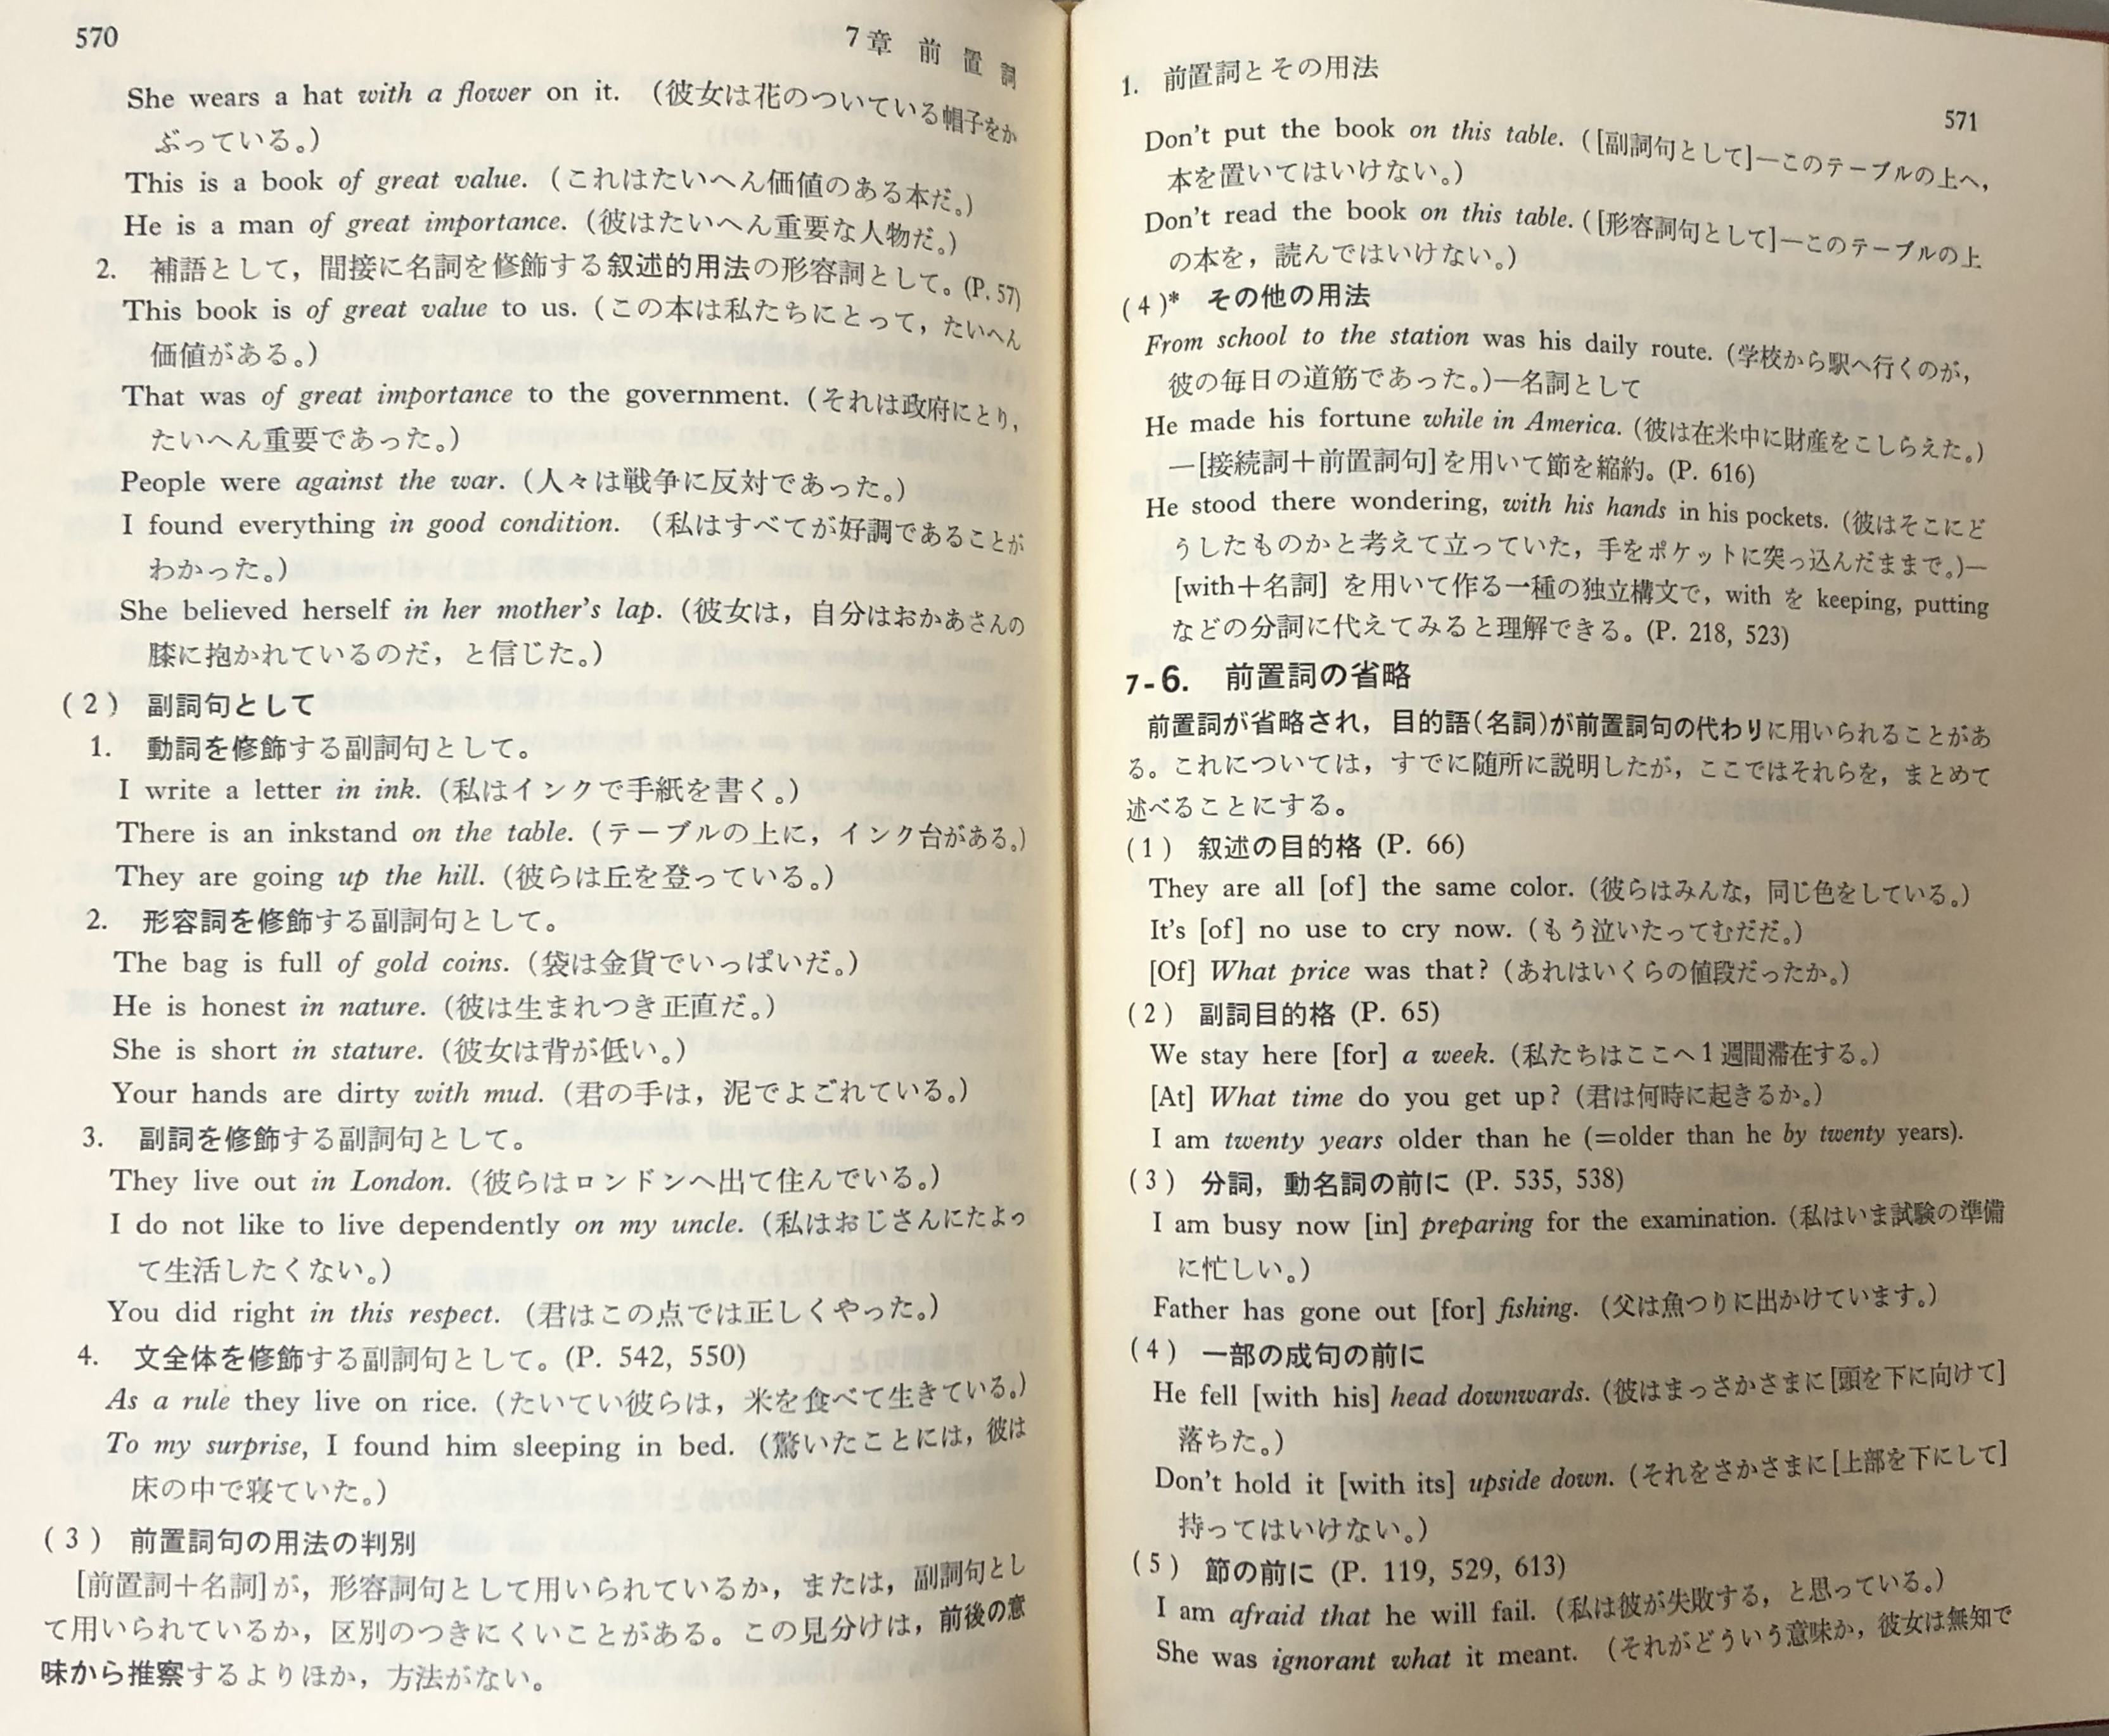 570
7章 前置詞
She wears a hat with a flower on it. (彼女は花のついている帽子をか
ぶっている。)
This is a book of great value. (これはたいへん価値のある本だ。)
He is a man of great importance. (彼はたいへん重要な人物だ。)
2. 補語として，間接に名詞を修飾する叙述的用法の形容詞として。(P. 57)
This book is of great value to us. (この本は私たちにとって，たいへん
価値がある。)
That was of great importance to the government. (それは政府にとり，
たいへん重要であった。)
People were against the war. (人々は戦争に反対であった。)
I found everything in good condition. (私はすべてが好調であることが
わかった。)
She believed herself in her mother's lap. (彼女は，自分はおかあさんの
膝に抱かれているのだ，と信じた。)
(2) 副詞句として
1. 動詞を修飾する副詞句として。
I write a letter in ink. (私はインクで手紙を書く。)
There is an inkstand on the table. (テーブルの上に，インク台がある。)
They are going up the hill. (彼らは丘を登っている。)
2. 形容詞を修飾する副詞句として。
The bag is full of gold coins. (袋は金貨でいっぱいだ。)
He is honest in nature. (彼は生まれつき正直だ。)
She is short in stature. (彼女は背が低い。)
Your hands are dirty with mud. (君の手は，泥でよごれている。)
3. 副詞を修飾する副詞句として。
They live out in London. (彼らはロンドンへ出て住んでいる。)
I do not like to live dependently on my uncle. (私はおじさんにたよっ
て生活したくない。)
You did right in this respect. (君はこの点では正しくやった。)
4. 文全体を修飾する副詞句として。(P. 542, 550)
As a rule they live on rice. (たいてい彼らは，米を食べて生きている。)
To my surprise, I found him sleeping in bed. (驚いたことには，彼は
床の中で寝ていた。)
(3) 前置詞句の用法の判別
[前置詞＋名詞]が，形容詞句として用いられているか，または，副詞句とし
て用いられているか，区別のつきにくいことがある。この見分けは，前後の意
味から推察するよりほか，方法がない。
1. 前置詞とその用法
571
Don't put the book on this table. ([副詞句として]—このテーブルの上へ，
本を置いてはいけない。)
Don't read the book on this table. ([形容詞句として]—このテーブルの上
の本を，読んではいけない。)
(4)* その他の用法
From school to the station was his daily route. (学校から駅へ行くのが，
彼の毎日の道筋であった。)—名詞として
He made his fortune while in America. (彼は在米中に財産をこしらえた。)
—[接続詞＋前置詞句]を用いて節を縮約。(P. 616)
He stood there wondering, with his hands in his pockets. (彼はそこにど
うしたものかと考えて立っていた，手をポケットに突っ込んだままで。)—
[with＋名詞] を用いて作る一種の独立構文で，with を keeping, putting
などの分詞に代えてみると理解できる。(P. 218, 523)
7-6. 前置詞の省略
前置詞が省略され，目的語(名詞)が前置詞句の代わりに用いられることがあ
る。これについては，すでに随所に説明したが，ここではそれらを，まとめて
述べることにする。
(1) 叙述の目的格 (P. 66)
They are all [of] the same color. (彼らはみんな，同じ色をしている。)
It's [of] no use to cry now. (もう泣いたってむだだ。)
[Of] What price was that? (あれはいくらの値段だったか。)
(2) 副詞目的格 (P. 65)
We stay here [for] a week. (私たちはここへ1週間滞在する。)
[At] What time do you get up? (君は何時に起きるか。)
I am twenty years older than he (=older than he by twenty years).
(3) 分詞，動名詞の前に (P. 535, 538)
I am busy now [in] preparing for the examination. (私はいま試験の準備
に忙しい。)
Father has gone out [for] fishing. (父は魚つりに出かけています。)
(4) 一部の成句の前に
He fell [with his] head downwards. (彼はまっさかさまに[頭を下に向けて]
落ちた。)
Don't hold it [with its] upside down. (それをさかさまに[上部を下にして]
持ってはいけない。)
(5) 節の前に (P. 119, 529, 613)
I am afraid that he will fail. (私は彼が失敗する，と思っている。)
She was ignorant what it meant. (それがどういう意味か，彼女は無知で